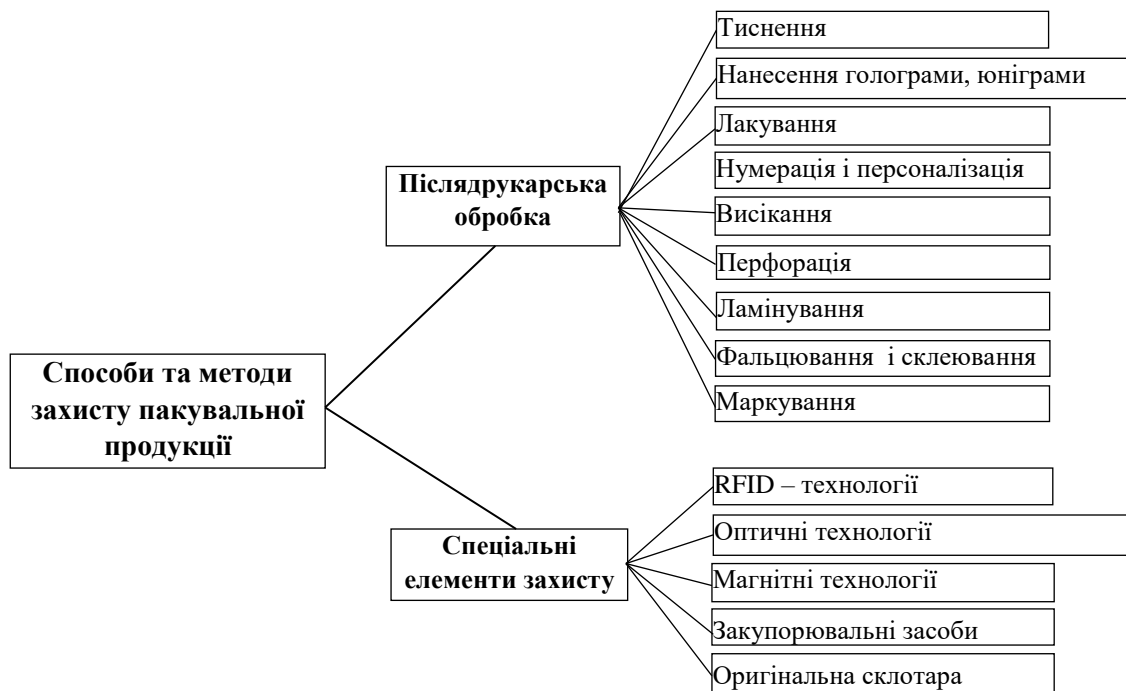 Способи та методи
захисту пакувальної
продукції
Післядрукарська
обробка
Тиснення
Нанесення голограми, юніграми
Лакування
Нумерація і персоналізація
Висікання
Перфорація
Ламінування
Фальцювання і склеювання
Маркування
Спеціальні
елементи захисту
RFID – технології
Оптичні технології
Магнітні технології
Закупорювальні засоби
Оригінальна склотара